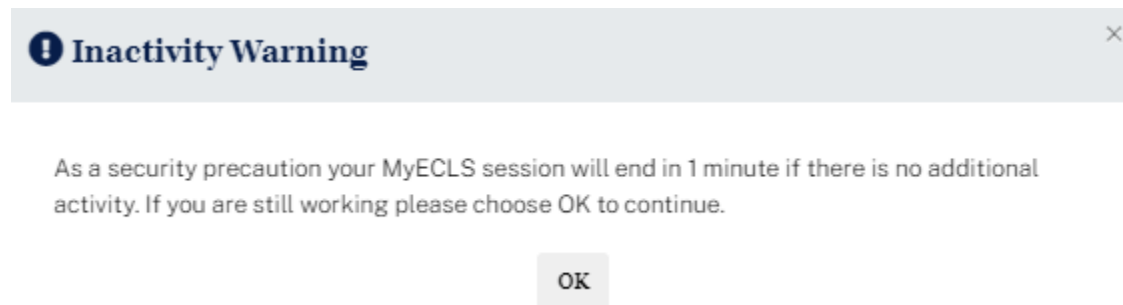 Inactivity Warning
As a security precaution your MyECLS session will end in 1 minute if there is no additional
activity. If you are still working please choose OK to continue.
OK